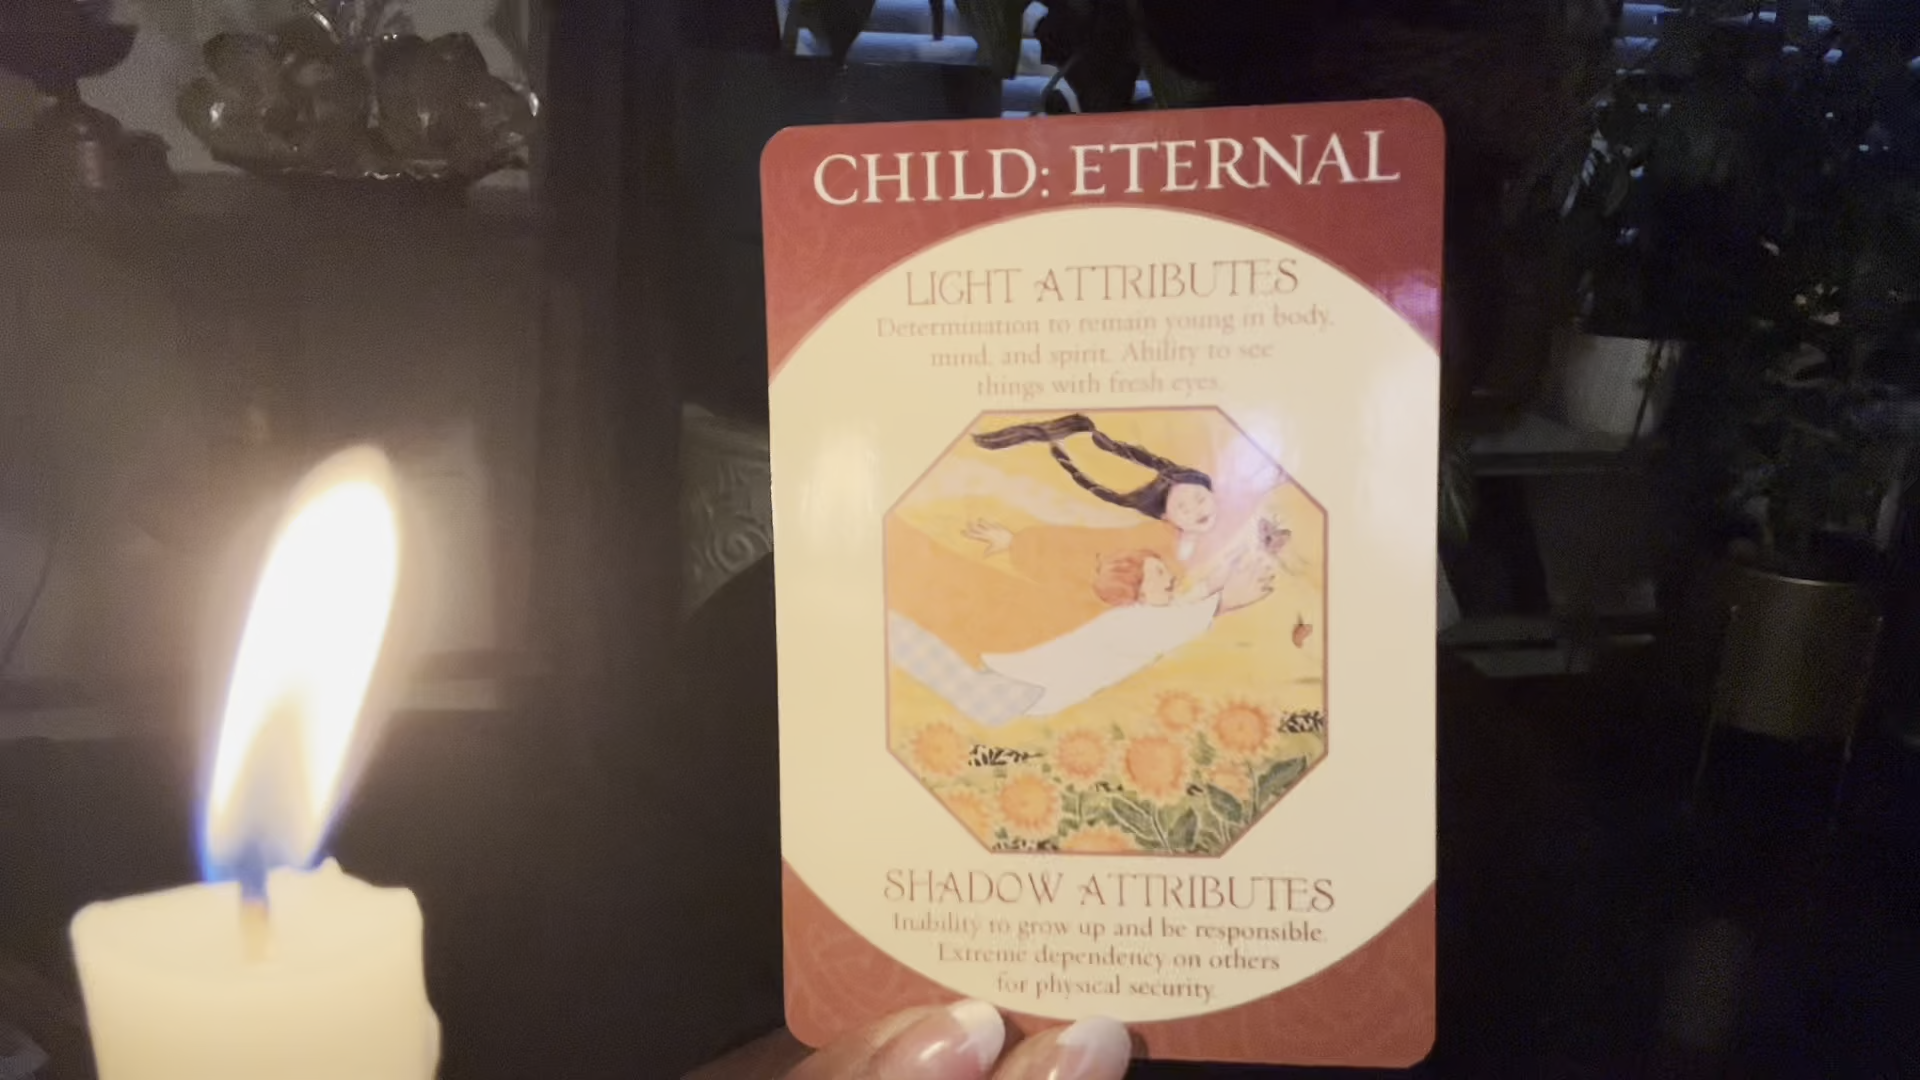 CHILD: ETERNAL
LIGHT ATTRIBUTES
Determination to remain young in body,
mind, and spirit. Ability to see
things with fresh eyes.
SHADOW ATTRIBUTES
Inability to grow up and be responsible.
Extreme dependency on others
for physical security.